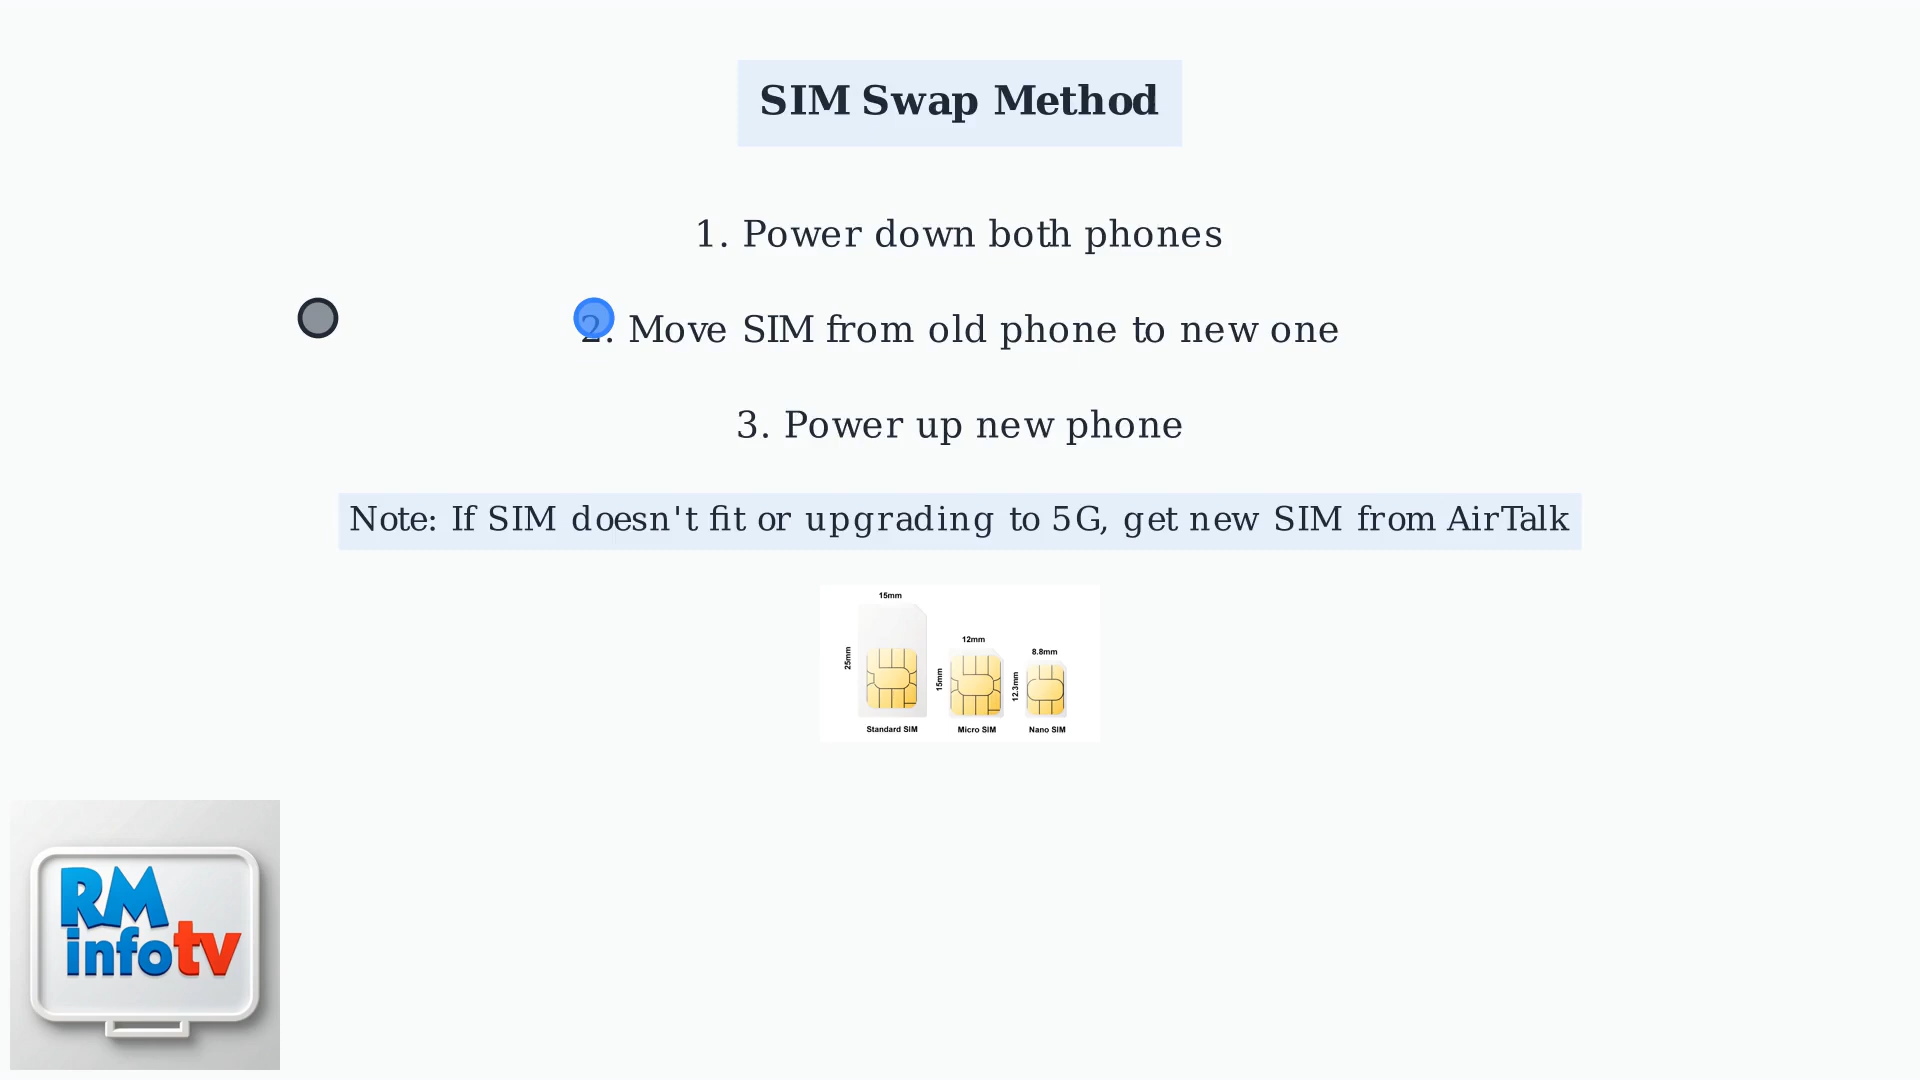 SIM Swap Method
1. Power down both phones
2. Move SIM from old phone to new one
3. Power up new phone
Note: If SIM doesn't fit or upgrading to 5G, get new SIM from AirTalk
15mm
25mm
Standard SIM
12mm
15mm
Micro SIM
8.8mm
12.3mm
Nano SIM
RM
infotv